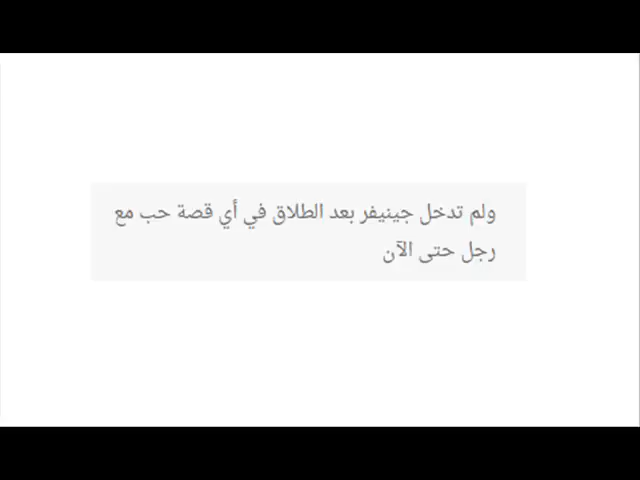 ولم تدخل جينيفر بعد الطلاق في أي قصة حب مع
رجل حتى الآن